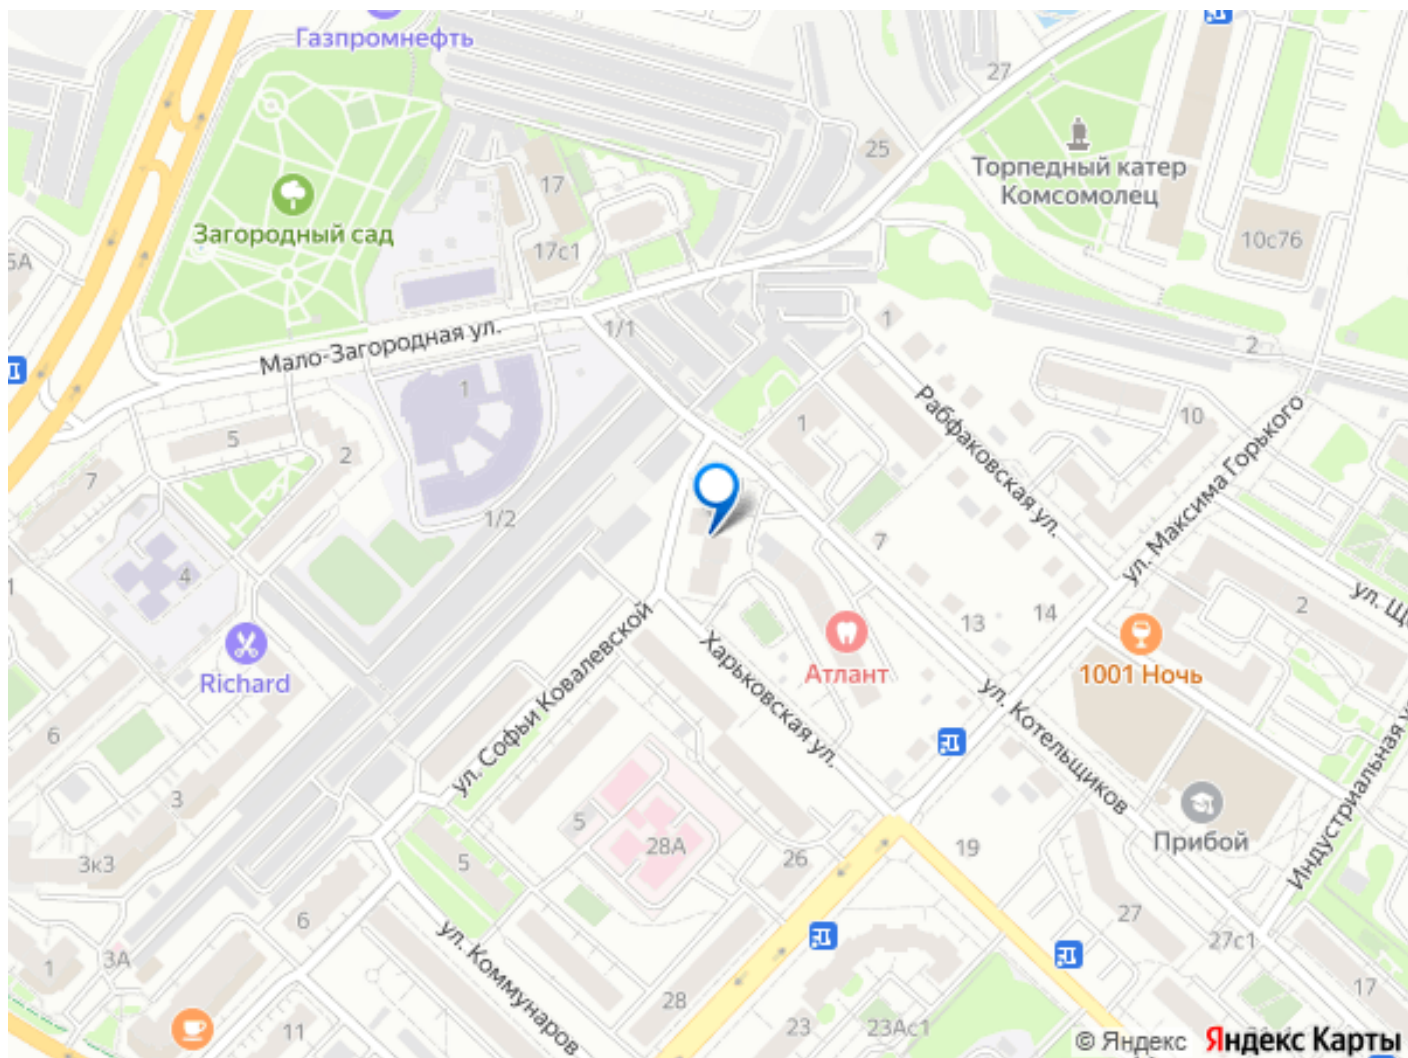 Газпромнефть
27
25
Торпедный катер
Комсомолец
17
Загородный сад
10с76
17с1
5А
1/1
1
Мало-Загородная ул.
2
1
5
2
1
10
Рабфаковская ул.
ул. Максима Горького
7
1/2
7
4
2
13
14
Richard
ул. Софьи Ковалевской
Харьковская ул.
Атлант
1001 Ночь
ул. Котельщиков
6
3
5
28А
26
19
Прибой
Индустриальная
3к3
5
6
27
27с1
ул. Коммунаров
1
3А
17
28
23
23Ас1
11
© Яндекс Яндекс Карты